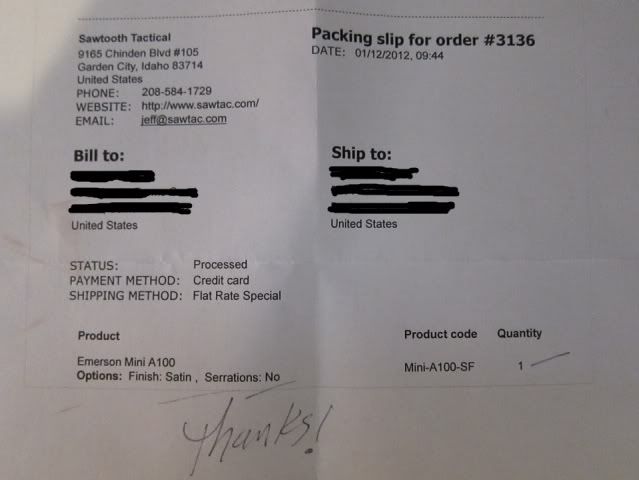 Sawtooth Tactical
9165 Chinden Blvd #105
Garden City, Idaho 83714
United States
PHONE: 208-584-1729
WEBSITE: http://www.sawtac.com/
EMAIL: jeff@sawtac.com
Packing slip for order #3136
DATE: 01/12/2012, 09:44
Bill to:
United States
Ship to:
United States
STATUS: Processed
PAYMENT METHOD: Credit card
SHIPPING METHOD: Flat Rate Special
Product Product code Quantity
Emerson Mini A100
Options: Finish: Satin , Serrations: No
Mini-A100-SF 1
Thanks!